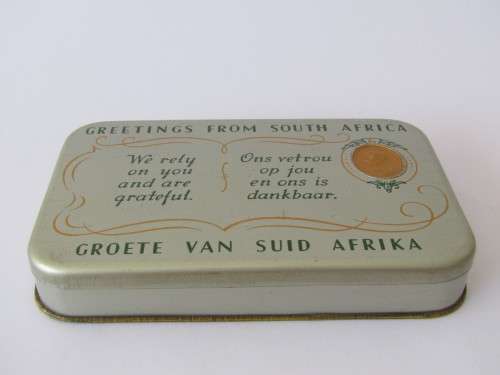 GREETINGS FROM SOUTH AFRICA
We rely
on you
and are
grateful.
Ons vetrou
op jou
en ons is
dankbaar.
GROETE VAN SUID AFRIKA